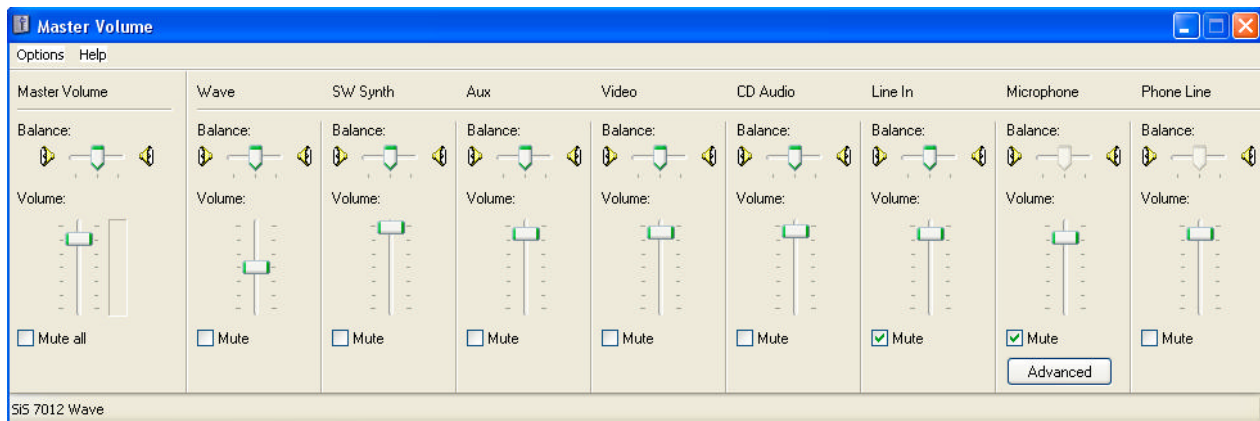 Master Volume
Options Help
Master Volume Wave SW Synth Aux Video CD Audio Line In Microphone Phone Line
Balance: Balance: Balance: Balance: Balance: Balance: Balance: Balance: Balance:
Volume: Volume: Volume: Volume: Volume: Volume: Volume: Volume: Volume:
Mute all Mute Mute Mute Mute Mute Mute Mute Mute
Advanced
SiS 7012 Wave